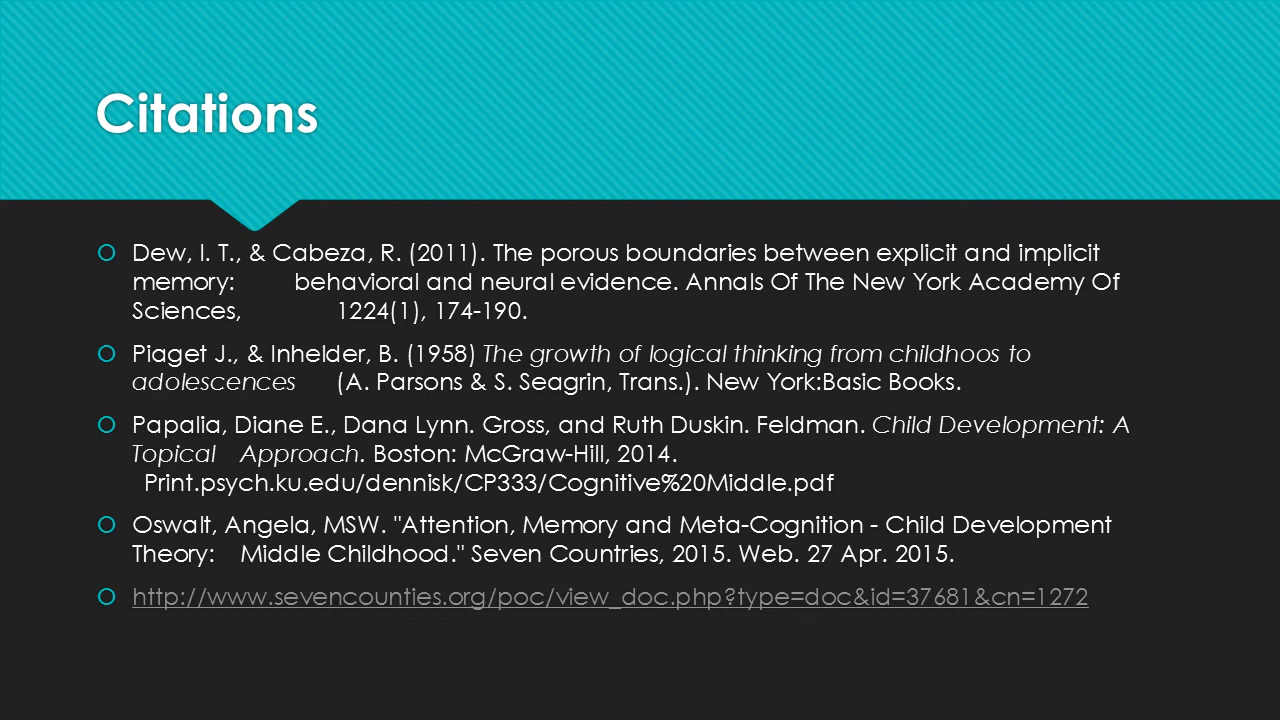 Citations
Dew, I. T., & Cabeza, R. (2011). The porous boundaries between explicit and implicit
memory: behavioral and neural evidence. Annals Of The New York Academy Of
Sciences, 1224(1), 174-190.
Piaget J., & Inhelder, B. (1958) The growth of logical thinking from childhoos to
adolescences (A. Parsons & S. Seagrin, Trans.). New York:Basic Books.
Papalia, Diane E., Dana Lynn. Gross, and Ruth Duskin. Feldman. Child Development: A
Topical Approach. Boston: McGraw-Hill, 2014.
Print.psych.ku.edu/dennisk/CP333/Cognitive%20Middle.pdf
Oswalt, Angela, MSW. "Attention, Memory and Meta-Cognition - Child Development
Theory: Middle Childhood." Seven Countries, 2015. Web. 27 Apr. 2015.
http://www.sevencounties.org/poc/view_doc.php?type=doc&id=37681&cn=1272